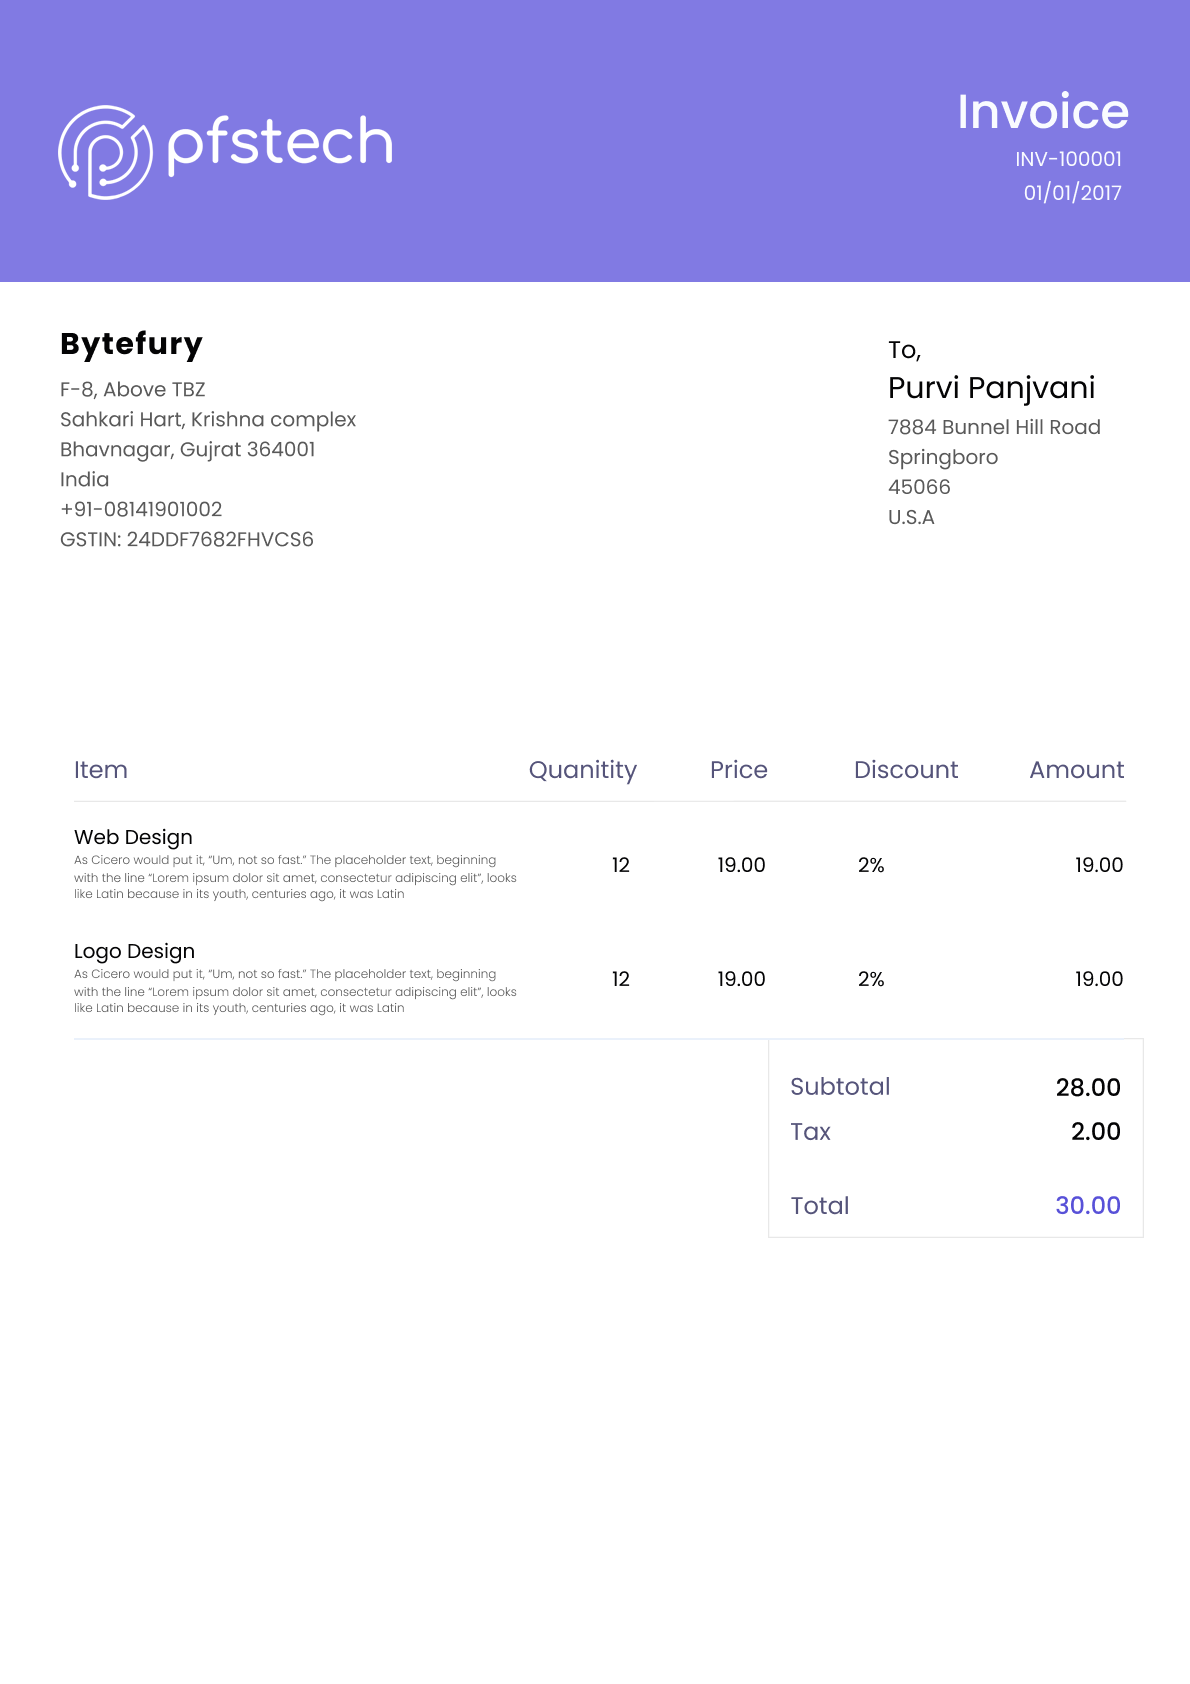 pfstech
Invoice
INV-100001
01/01/2017
Bytefury
F-8, Above TBZ
Sahkari Hart, Krishna complex
Bhavnagar, Gujrat 364001
India
+91-08141901002
GSTIN: 24DDF7682FHVCS6
To,
Purvi Panjvani
7884 Bunnel Hill Road
Springboro
45066
U.S.A
Item Quanitity Price Discount Amount
Web Design
As Cicero would put it, “Um, not so fast.” The placeholder text, beginning
with the line “Lorem ipsum dolor sit amet, consectetur adipiscing elit”, looks
like Latin because in its youth, centuries ago, it was Latin
12 19.00 2% 19.00
Logo Design
As Cicero would put it, “Um, not so fast.” The placeholder text, beginning
with the line “Lorem ipsum dolor sit amet, consectetur adipiscing elit”, looks
like Latin because in its youth, centuries ago, it was Latin
12 19.00 2% 19.00
Subtotal 28.00
Tax 2.00
Total 30.00